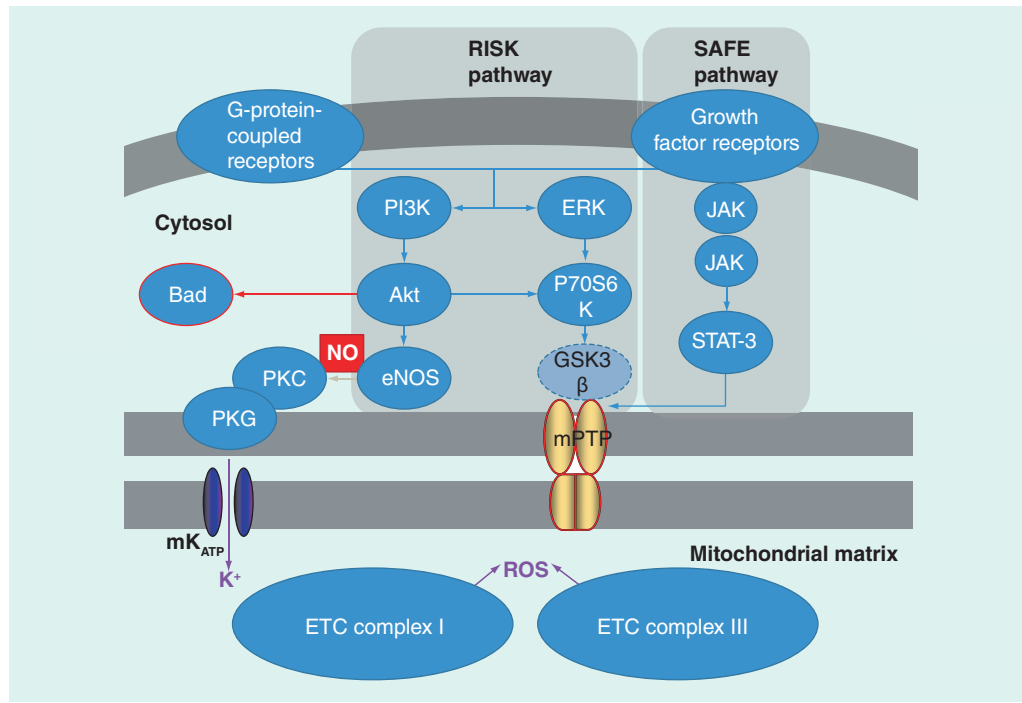 RISK
pathway
SAFE
pathway
G-protein-
coupled
receptors
Growth
factor receptors
PI3K
ERK
JAK
Cytosol
JAK
Bad
Akt
P70S6
K
STAT-3
NO
GSK3
β
PKC
eNOS
PKG
mPTP
mKATP
Mitochondrial matrix
K+
ROS
ETC complex I
ETC complex III